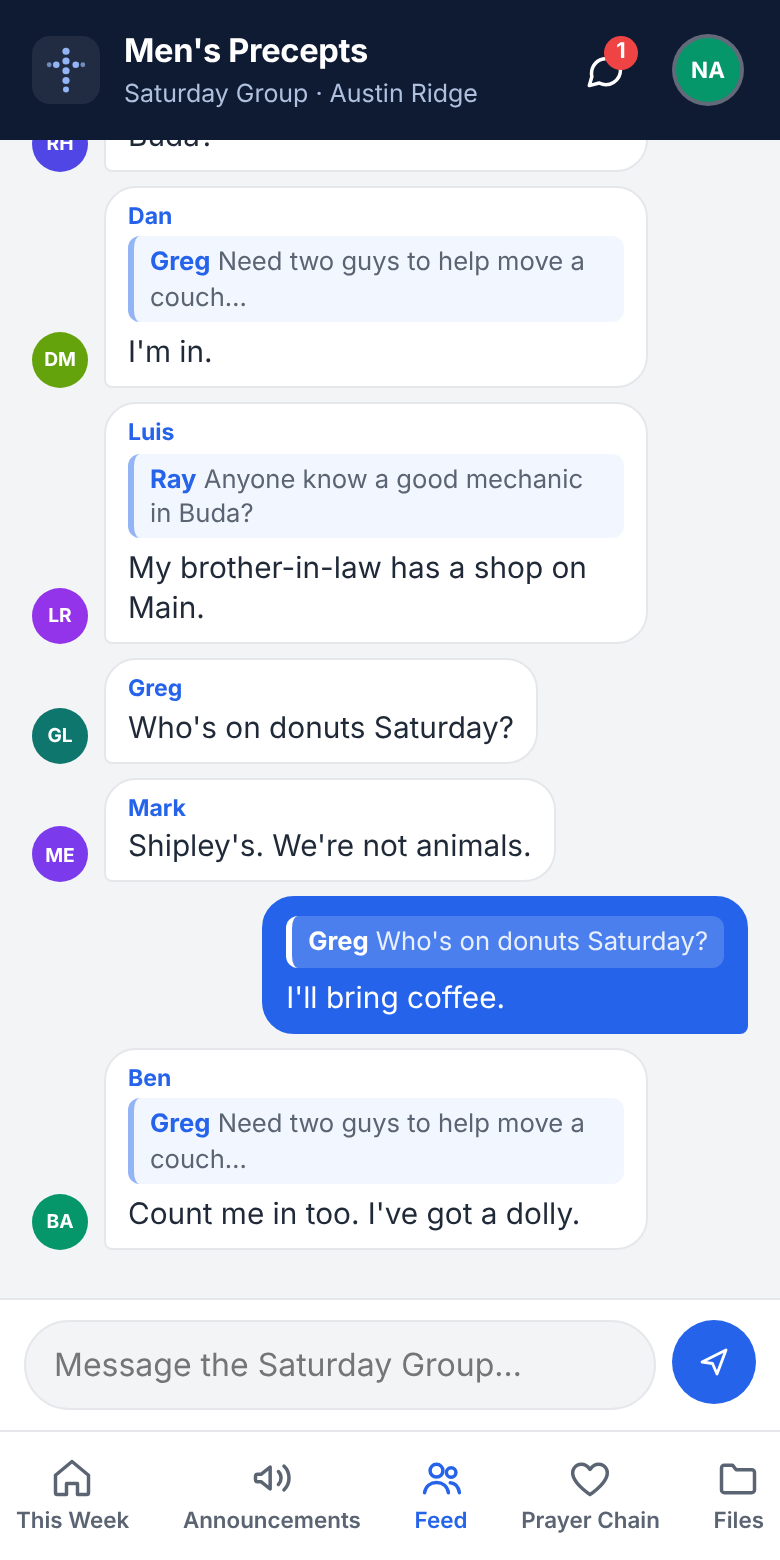 Men's Precepts
Saturday Group · Austin Ridge
1
NA
RH
Buda?
Dan
Greg Need two guys to help move a
couch...
I'm in.
DM
Luis
Ray Anyone know a good mechanic
in Buda?
My brother-in-law has a shop on
Main.
LR
Greg
Who's on donuts Saturday?
GL
Mark
Shipley's. We're not animals.
ME
Greg Who's on donuts Saturday?
I'll bring coffee.
Ben
Greg Need two guys to help move a
couch...
Count me in too. I've got a dolly.
BA
Message the Saturday Group...
This Week
Announcements
Feed
Prayer Chain
Files